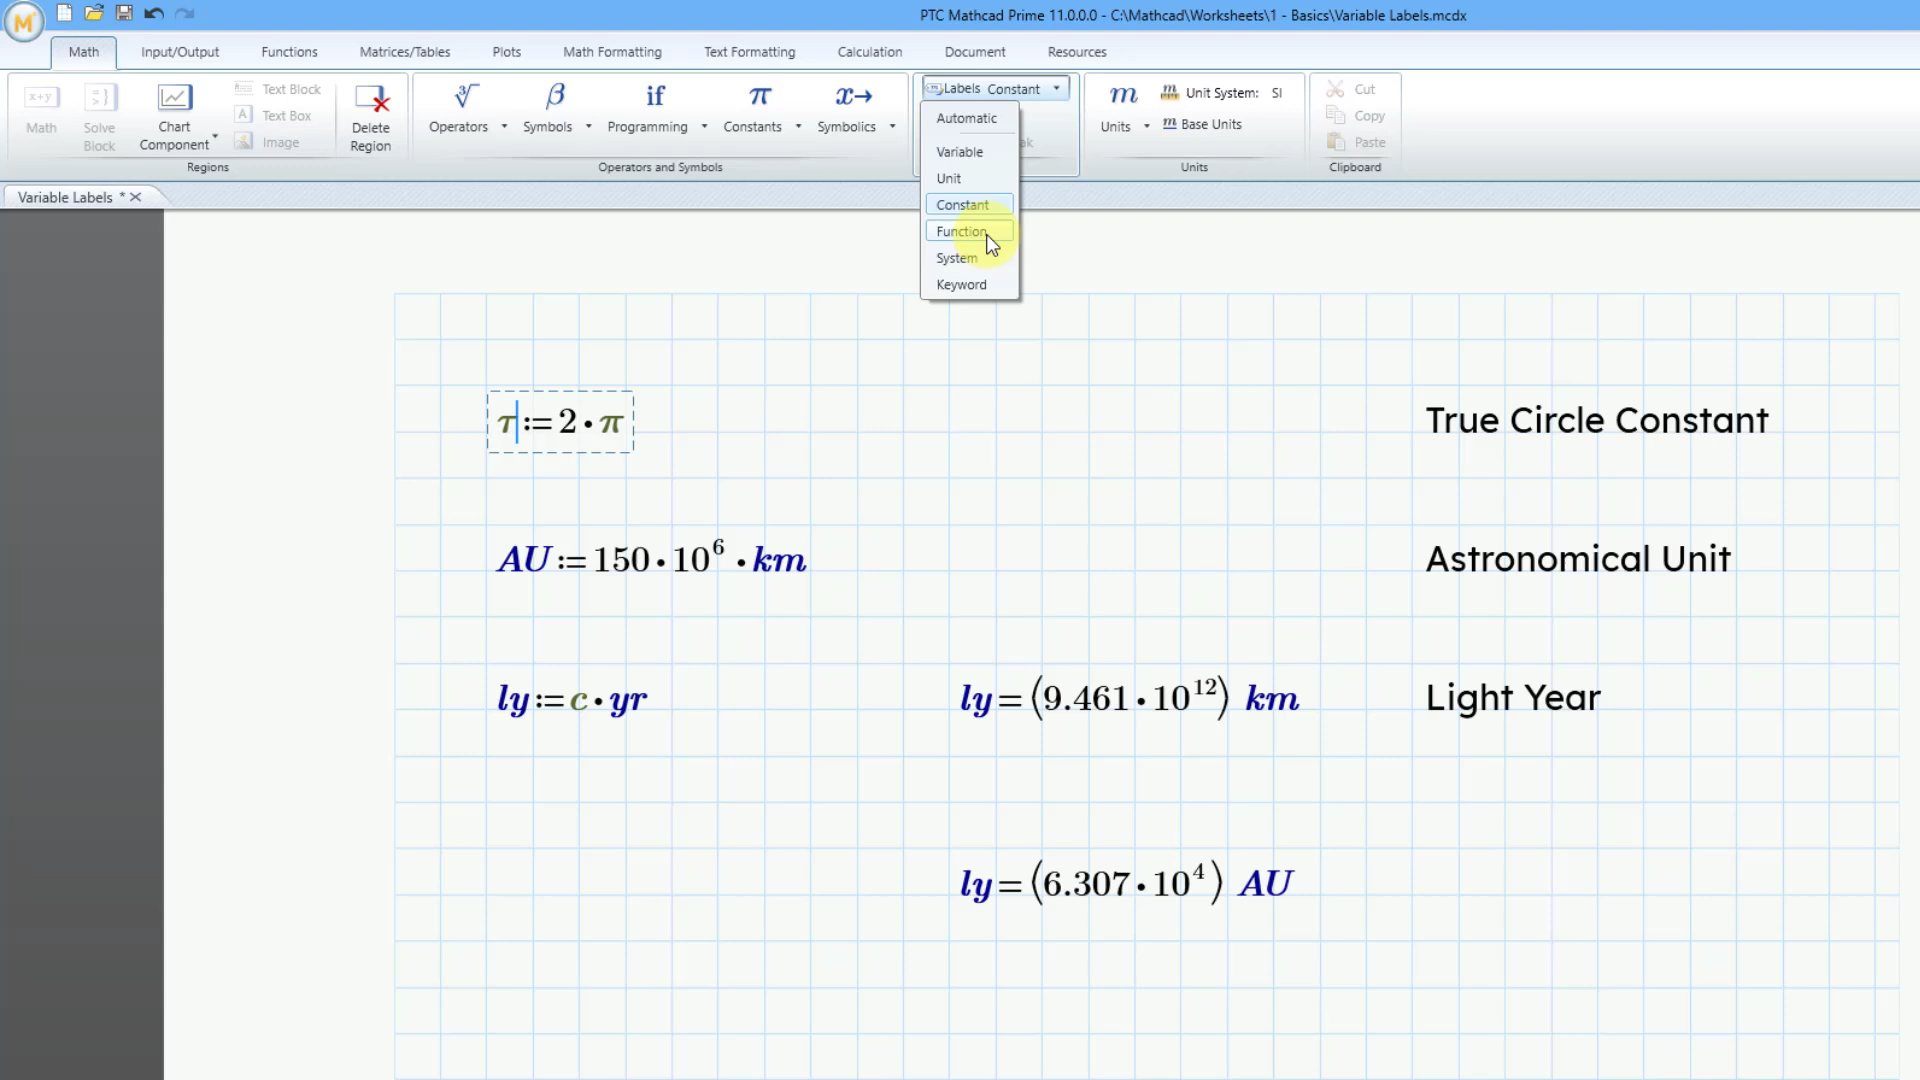 PTC Mathcad Prime 11.0.0.0 - C:\Mathcad\Worksheets\1 - Basics\Variable Labels.mcdx
Math Input/Output Functions Matrices/Tables Plots Math Formatting Text Formatting Calculation Document Resources
Math
Solve Block
Chart Component
Text Block
Text Box
Image
Delete Region
Regions
Operators
Symbols
if Programming
π Constants
Symbolics
Operators and Symbols
Labels Constant
Automatic
Variable
Unit
Constant
Function
System
Keyword
Units
Unit System: SI
Base Units
Units
Cut
Copy
Paste
Clipboard
Variable Labels *
τ := 2 · π True Circle Constant
AU := 150 · 10^6 · km Astronomical Unit
ly := c · yr ly = (9.461 · 10^12) km Light Year
ly = (6.307 · 10^4) AU